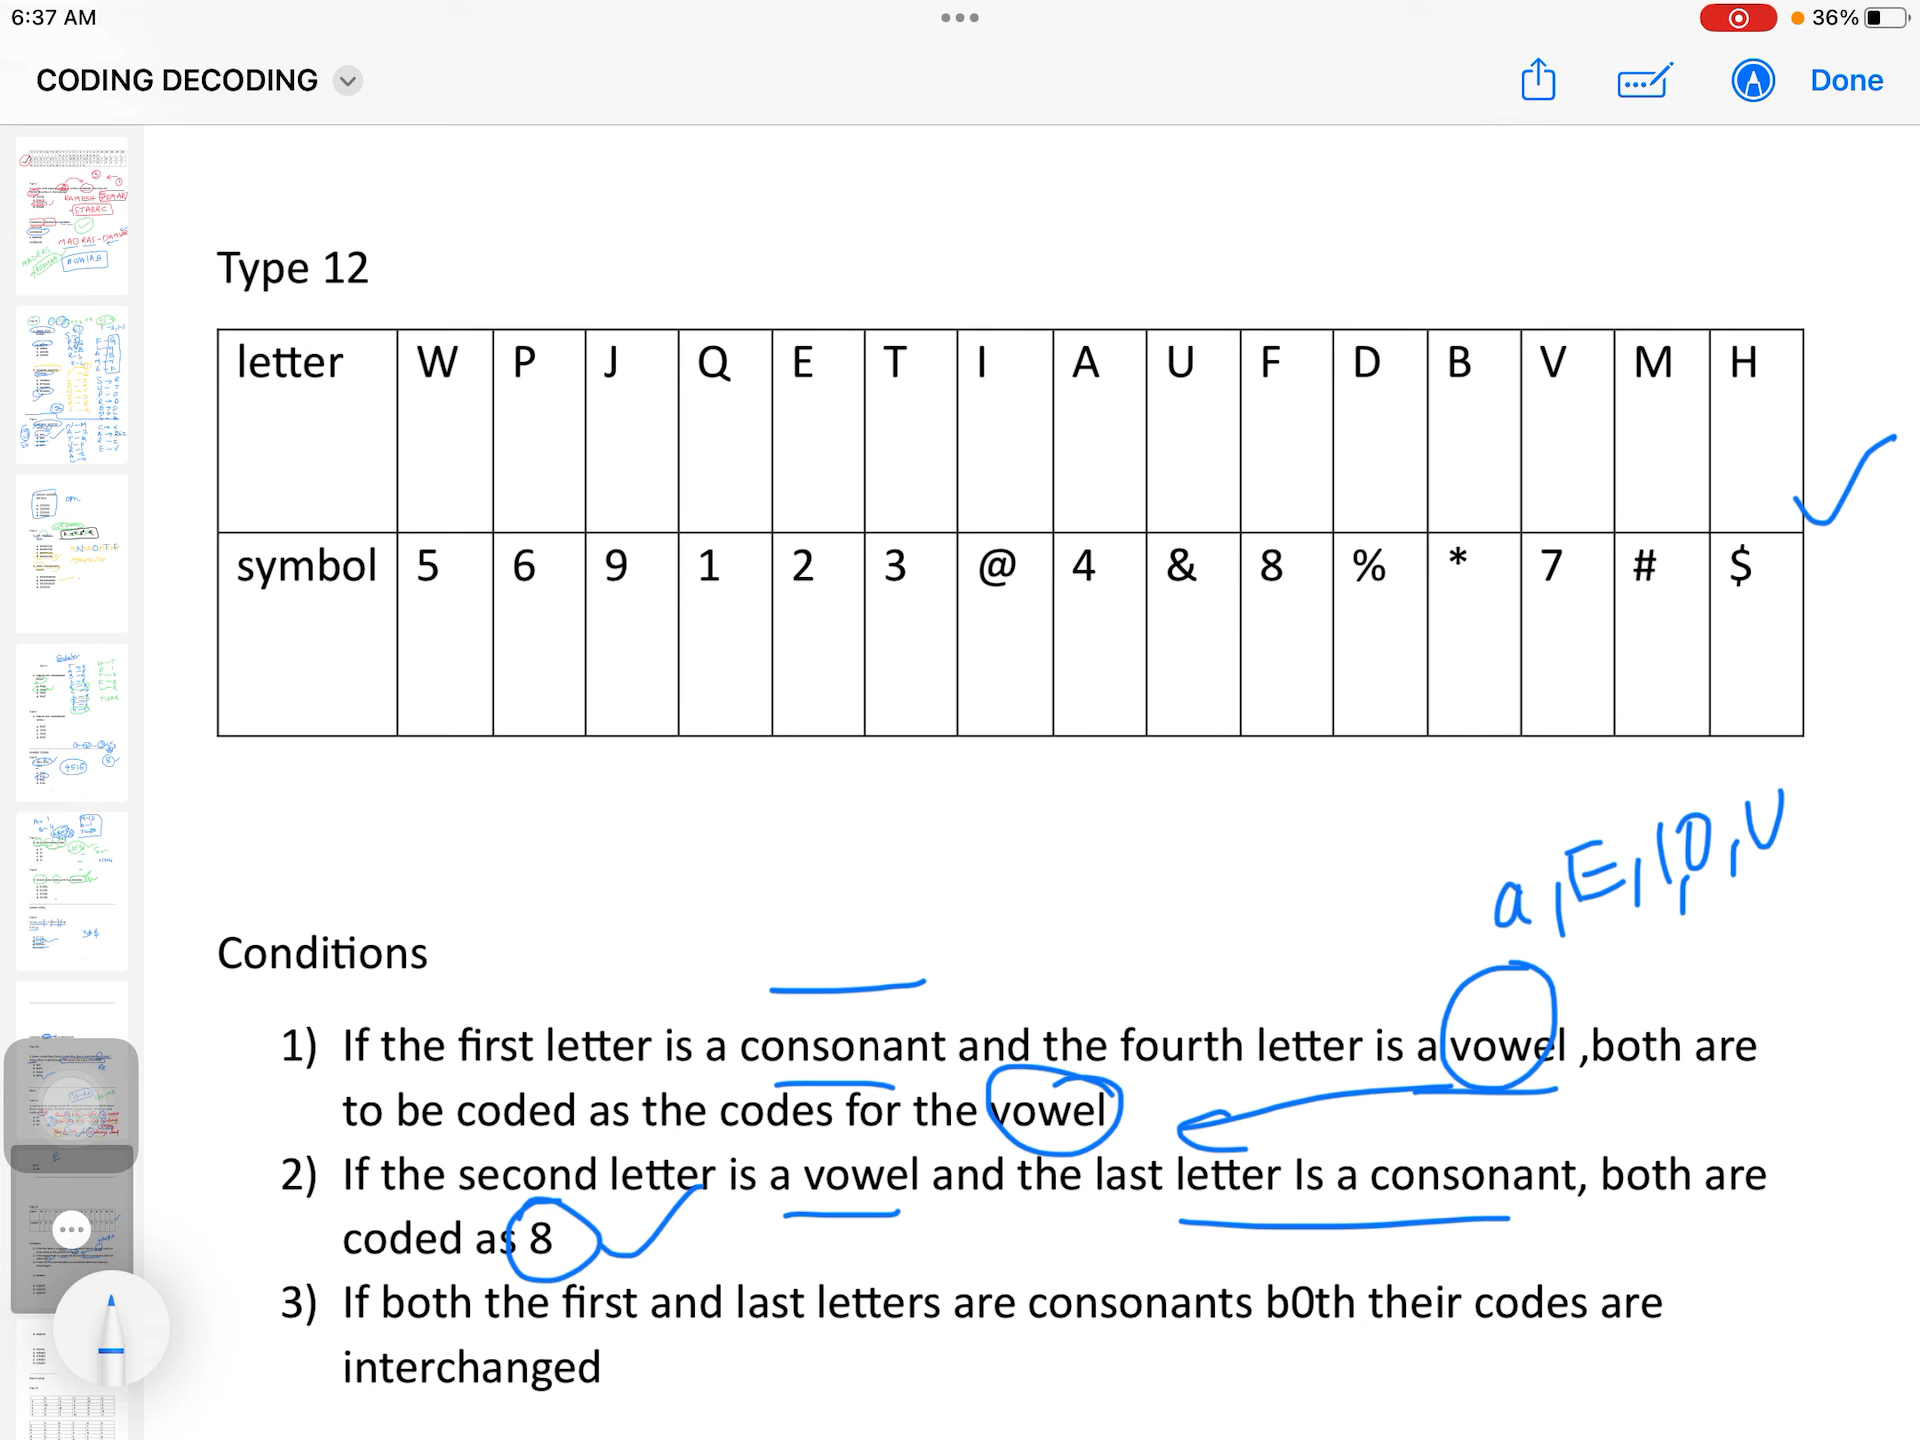 6:37 AM
36%
CODING DECODING
Done
Type 12
letter W P J Q E T I A U F D B V M H
symbol 5 6 9 1 2 3 @ 4 & 8 % * 7 # $
a, E, I, O, U
Conditions
1) If the first letter is a consonant and the fourth letter is a vowel ,both are
to be coded as the codes for the vowel
2) If the second letter is a vowel and the last letter Is a consonant, both are
coded as 8
3) If both the first and last letters are consonants b0th their codes are
interchanged